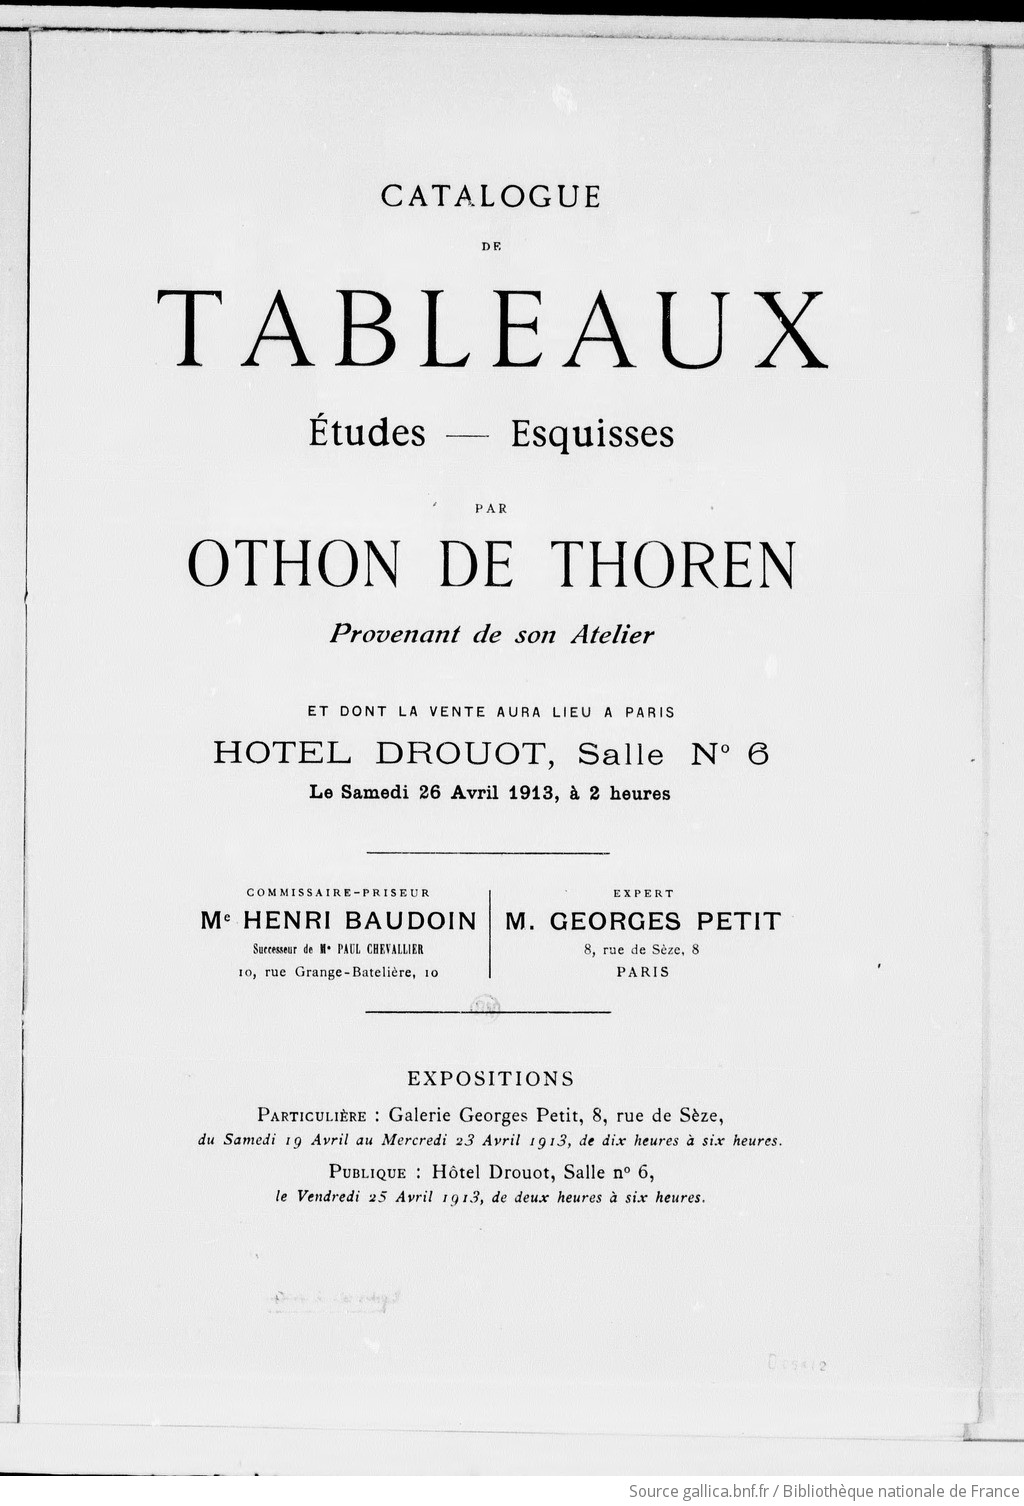 CATALOGUE
DE
TABLEAUX
Études — Esquisses
PAR
OTHON DE THOREN
Provenant de son Atelier
ET DONT LA VENTE AURA LIEU A PARIS
HOTEL DROUOT, Salle Nº 6
Le Samedi 26 Avril 1913, à 2 heures
COMMISSAIRE-PRISEUR
Mᵉ HENRI BAUDOIN
Successeur de Mᵉ PAUL CHEVALLIER
10, rue Grange-Batelière, 10
EXPERT
M. GEORGES PETIT
8, rue de Sèze, 8
PARIS
EXPOSITIONS
PARTICULIÈRE : Galerie Georges Petit, 8, rue de Sèze,
du Samedi 19 Avril au Mercredi 23 Avril 1913, de dix heures à six heures.
PUBLIQUE : Hôtel Drouot, Salle nº 6,
le Vendredi 25 Avril 1913, de deux heures à six heures.
Source gallica.bnf.fr / Bibliothèque nationale de France